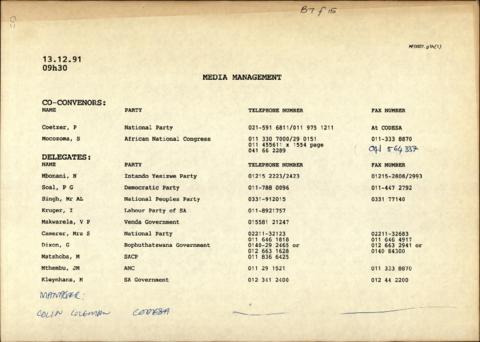 B7 f 15
13.12.91
09h30
MEDIA MANAGEMENT
CO-CONVENORS:
NAME PARTY TELEPHONE NUMBER FAX NUMBER
Coetzer, P National Party 021-591 6811/011 975 1211 At CODESA
Mocozoma, S African National Congress 011 330 7000/29 0151 011-333 8870
011 455611 x 1554 page
041 66 2289 041 564337
DELEGATES:
NAME PARTY TELEPHONE NUMBER FAX NUMBER
Mbonani, N Intando Yesizwe Party 01215 2223/2423 01215-2808/2993
Soal, P G Democratic Party 011-788 0096 011-447 2792
Singh, Mr AL National Peoples Party 0331-912015 0331 77140
Kruger, I Labour Party of SA 011-8921757
Makwarela, V P Venda Government 015581 21247
Camerer, Mrs S National Party 02211-32123 02211-32683
011 646 1818 011 646 4917
Dixon, G Bophuthatswana Government 0140-29 2465 or 012 663 2941 or
012 663 1628 0140 84300
Matshoba, M SACP 011 836 6425
Mthembu, JM ANC 011 29 1521 011 333 8870
Kleynhans, M SA Government 012 341 2400 012 44 2200
MANAGER:
COLIN COLEMAN CODESA